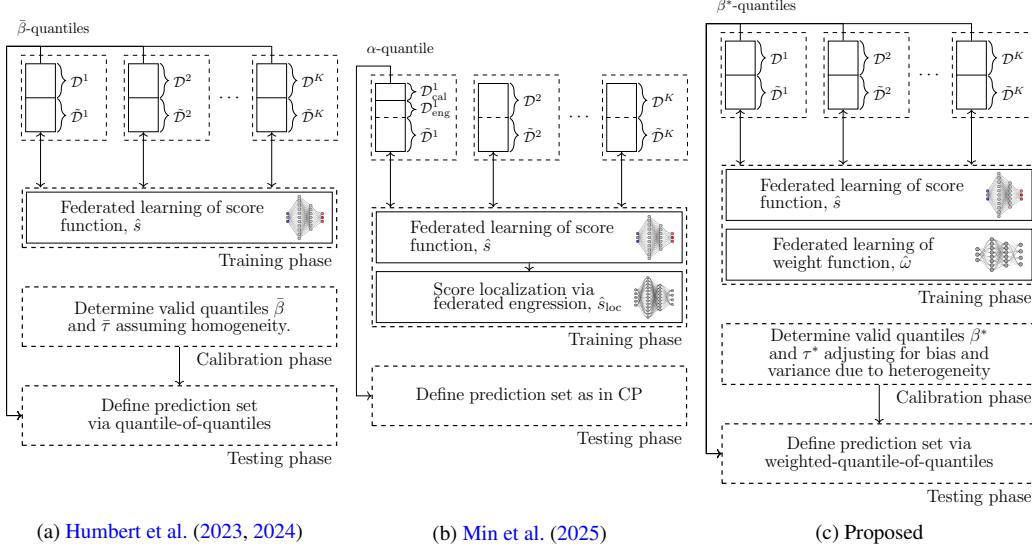 β̄-quantiles
𝒟¹
𝒟̃¹
𝒟²
𝒟̃²
...
𝒟ᴷ
𝒟̃ᴷ
Federated learning of score
function, ŝ
Training phase
Determine valid quantiles β̄
and τ̄ assuming homogeneity.
Calibration phase
Define prediction set
via quantile-of-quantiles
Testing phase
(a) Humbert et al. (2023, 2024)
α-quantile
𝒟¹cal
𝒟¹eng
𝒟̃¹
𝒟²
𝒟̃²
...
𝒟ᴷ
𝒟̃ᴷ
Federated learning of score
function, ŝ
Score localization via
federated engression, ŝloc
Training phase
Define prediction set as in CP
Testing phase
(b) Min et al. (2025)
β*-quantiles
𝒟¹
𝒟̃¹
𝒟²
𝒟̃²
...
𝒟ᴷ
𝒟̃ᴷ
Federated learning of score
function, ŝ
Federated learning of
weight function, ω̂
Training phase
Determine valid quantiles β*
and τ* adjusting for bias and
variance due to heterogeneity
Calibration phase
Define prediction set via
weighted-quantile-of-quantiles
Testing phase
(c) Proposed